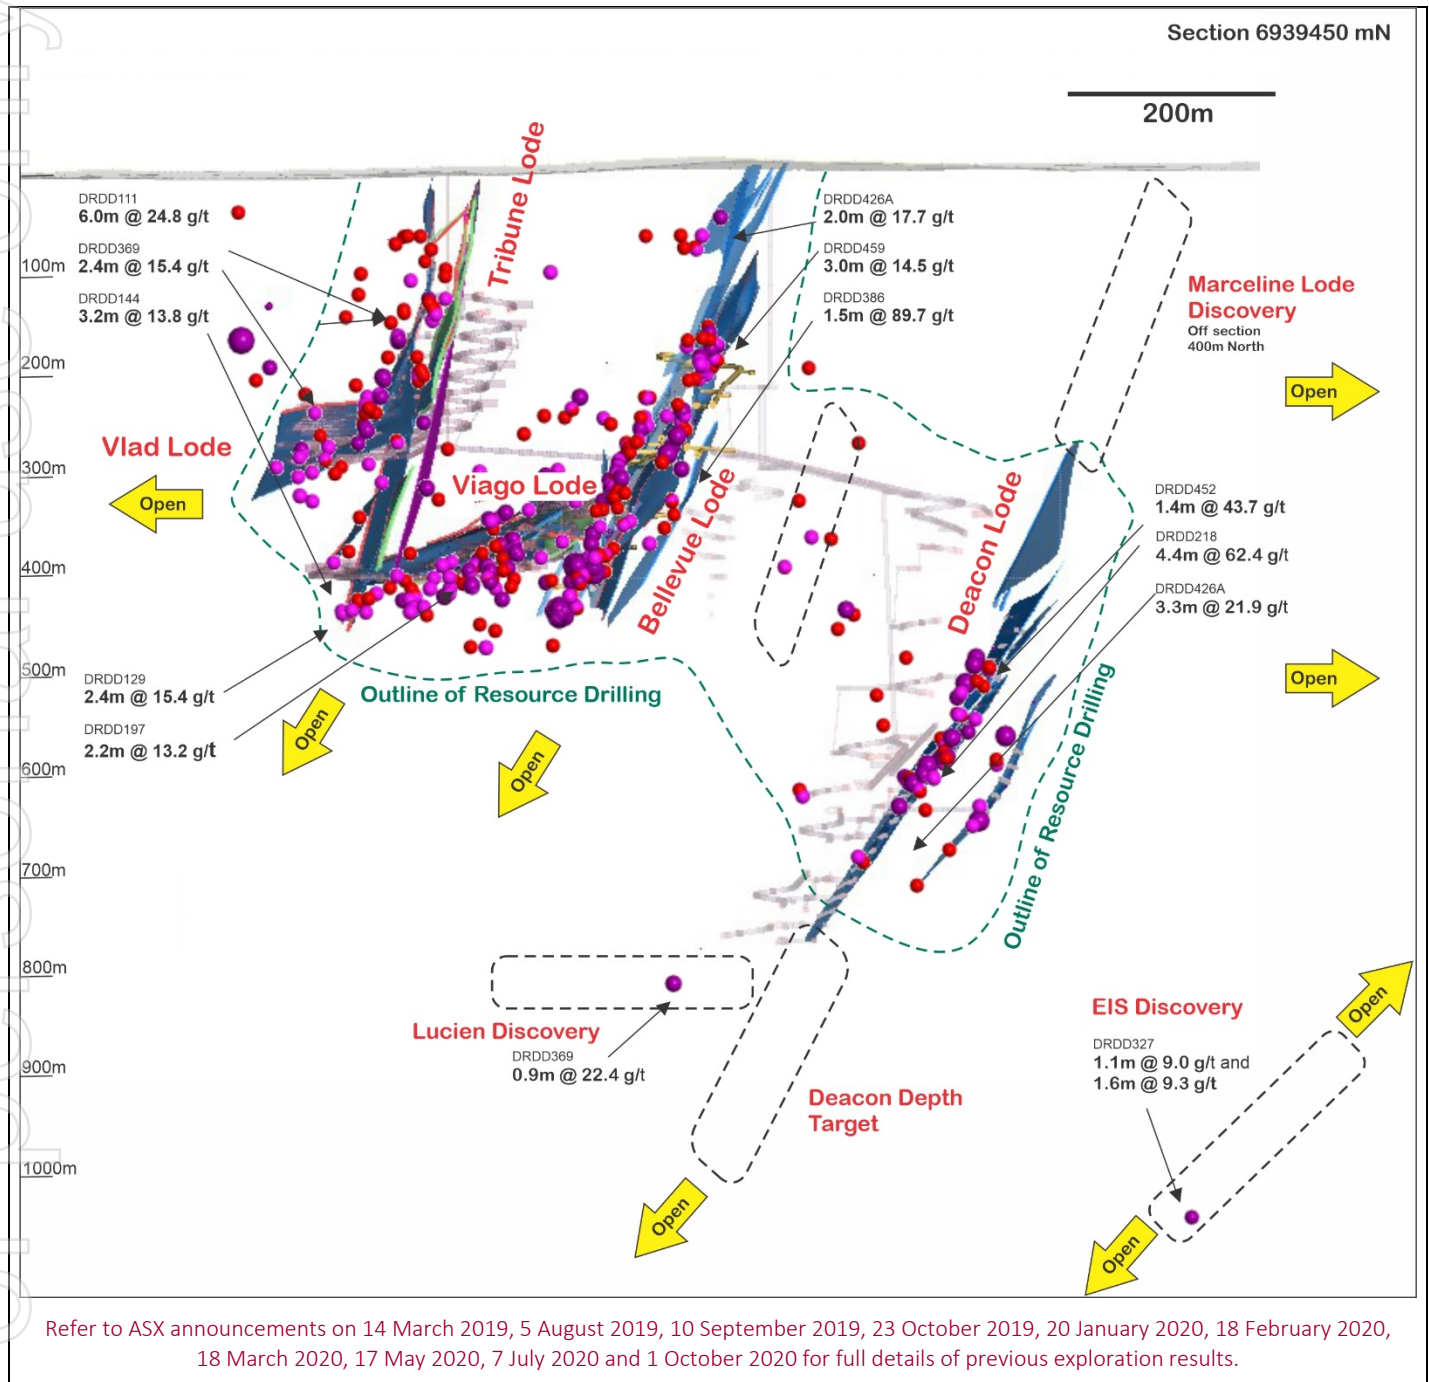 Section 6939450 mN
200m
Tribune Lode
DRDD111
6.0m @ 24.8 g/t
DRDD369
2.4m @ 15.4 g/t
DRDD144
3.2m @ 13.8 g/t
DRDD426A
2.0m @ 17.7 g/t
DRDD459
3.0m @ 14.5 g/t
DRDD386
1.5m @ 89.7 g/t
Marceline Lode
Discovery
Off section
400m North
100m
200m
300m
400m
500m
600m
700m
800m
900m
1000m
Open
Vlad Lode
Open
Viago Lode
Bellevue Lode
Deacon Lode
DRDD452
1.4m @ 43.7 g/t
DRDD218
4.4m @ 62.4 g/t
DRDD426A
3.3m @ 21.9 g/t
Open
DRDD129
2.4m @ 15.4 g/t
DRDD197
2.2m @ 13.2 g/t
Outline of Resource Drilling
Open
Open
Outline of Resource Drilling
Lucien Discovery
DRDD369
0.9m @ 22.4 g/t
Deacon Depth
Target
EIS Discovery
DRDD327
1.1m @ 9.0 g/t and
1.6m @ 9.3 g/t
Open
Open
Open
Refer to ASX announcements on 14 March 2019, 5 August 2019, 10 September 2019, 23 October 2019, 20 January 2020, 18 February 2020,
18 March 2020, 17 May 2020, 7 July 2020 and 1 October 2020 for full details of previous exploration results.